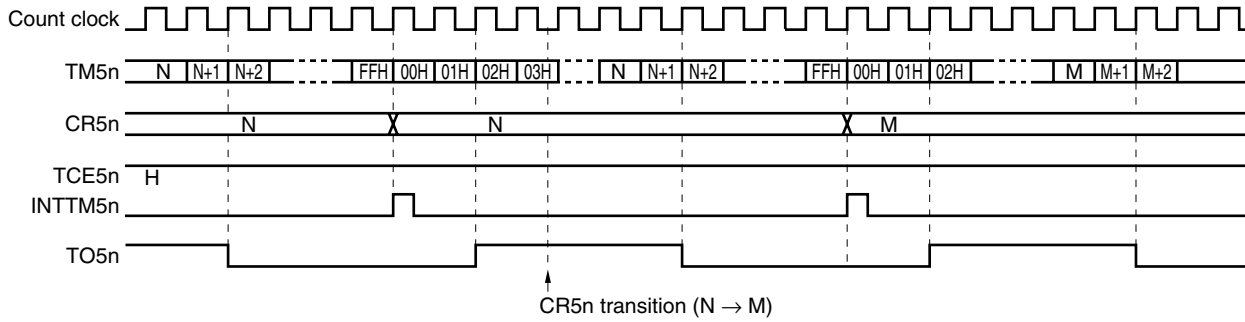 Count clock
TM5n N N+1 N+2 FFH 00H 01H 02H 03H N N+1 N+2 FFH 00H 01H 02H M M+1 M+2
CR5n N N M
TCE5n H
INTTM5n
TO5n
CR5n transition (N → M)